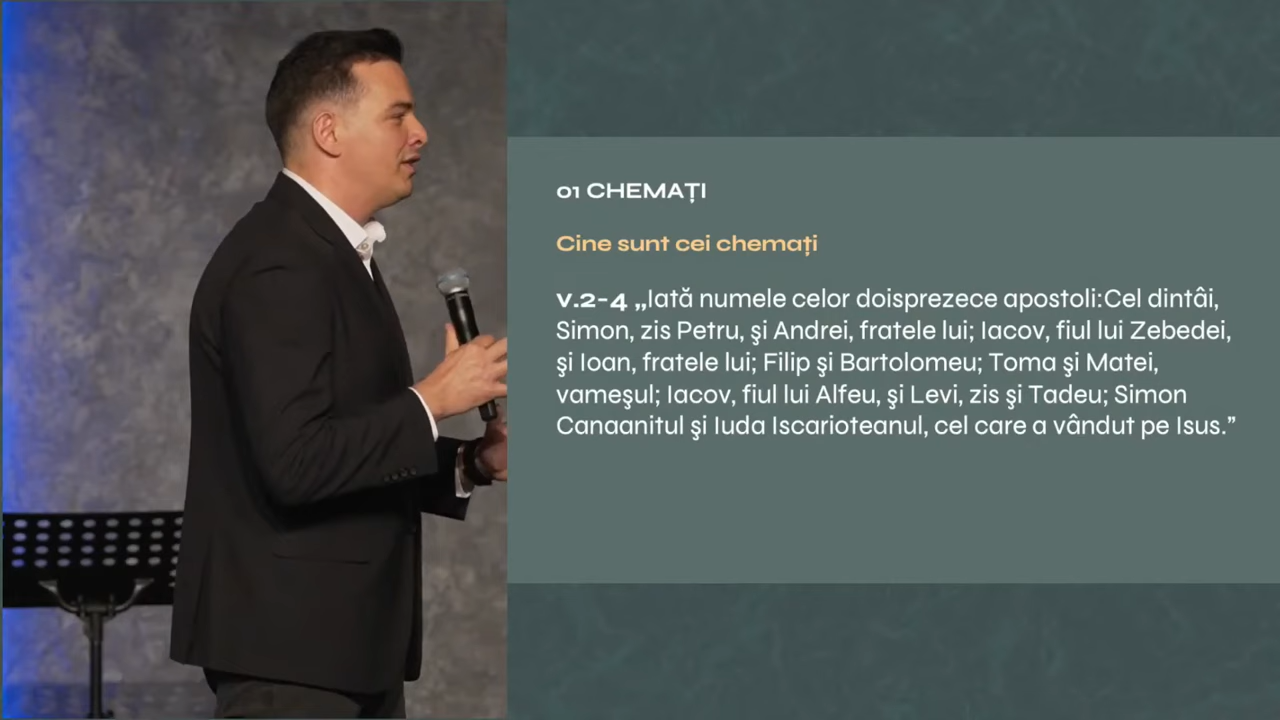 01 CHEMAȚI
Cine sunt cei chemați
v.2-4 „Iată numele celor doisprezece apostoli:Cel dintâi,
Simon, zis Petru, şi Andrei, fratele lui; Iacov, fiul lui Zebedei,
şi Ioan, fratele lui; Filip şi Bartolomeu; Toma şi Matei,
vameşul; Iacov, fiul lui Alfeu, şi Levi, zis şi Tadeu; Simon
Canaanitul şi Iuda Iscarioteanul, cel care a vândut pe Isus.”